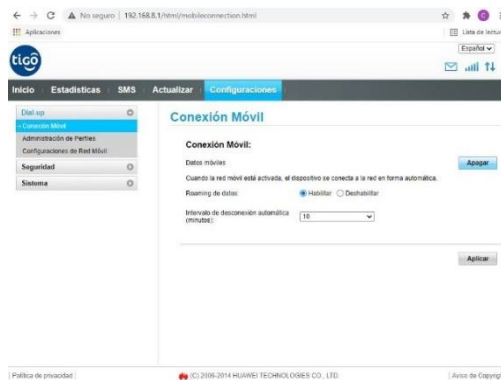 No seguro | 192.168.8.1/html/mobileconnection.html
Aplicaciones
Lista de lectu
Español
tigo
Inicio Estadísticas SMS Actualizar Configuraciones
Dial-up
Conexión Móvil
Administración de Perfiles
Configuraciones de Red Móvil
Seguridad
Sistema
Conexión Móvil
Conexión Móvil:
Datos móviles
Apagar
Cuando la red móvil está activada, el dispositivo se conecta a la red en forma automática.
Roaming de datos:
Habilitar Deshabilitar
Intervalo de desconexión automática
(minutos):
10
Aplicar
Política de privacidad | (C) 2006-2014 HUAWEI TECHNOLOGIES CO., LTD. | Aviso de Copyrig